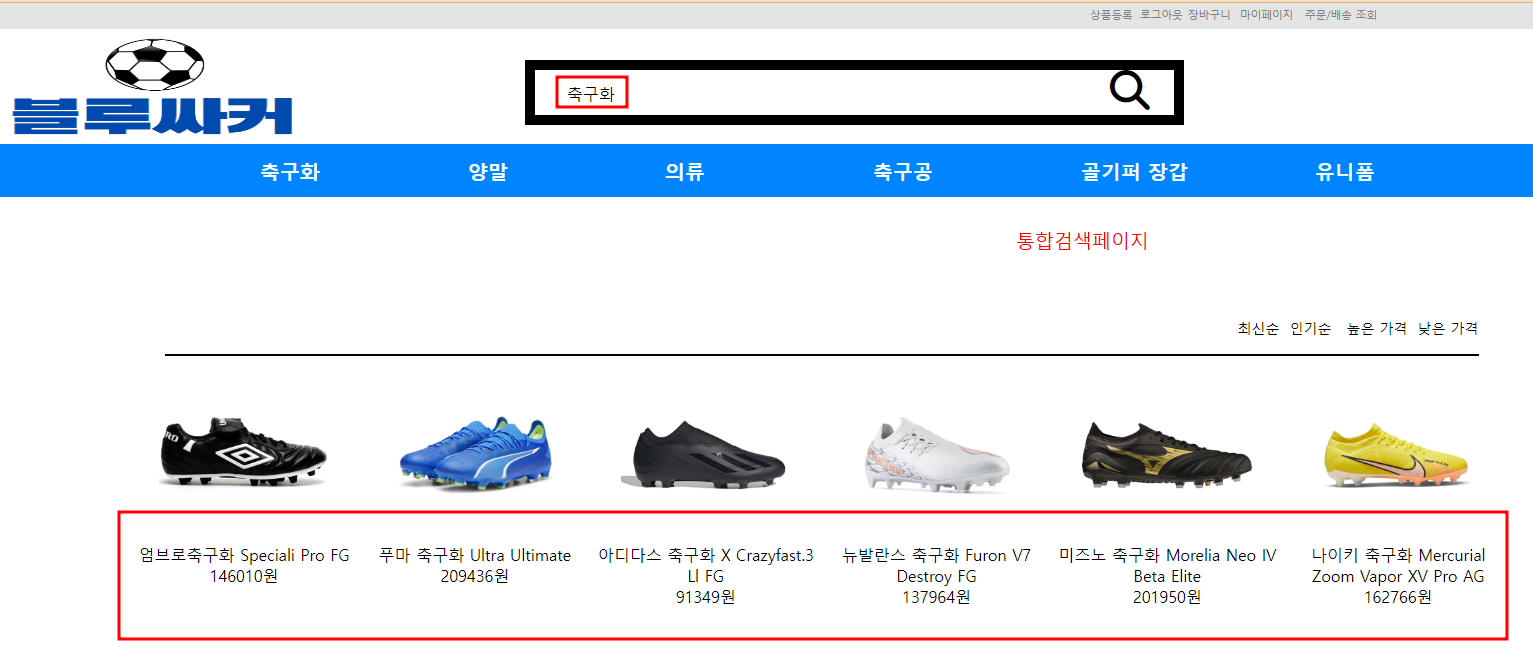 상품등록 로그아웃 장바구니 마이페이지 주문/배송 조회
블루싸커
축구화
축구화 양말 의류 축구공 골기퍼 장갑 유니폼
통합검색페이지
최신순 인기순 높은 가격 낮은 가격
엄브로축구화 Speciali Pro FG
146010원
푸마 축구화 Ultra Ultimate
209436원
아디다스 축구화 X Crazyfast.3
Ll FG
91349원
뉴발란스 축구화 Furon V7
Destroy FG
137964원
미즈노 축구화 Morelia Neo IV
Beta Elite
201950원
나이키 축구화 Mercurial
Zoom Vapor XV Pro AG
162766원